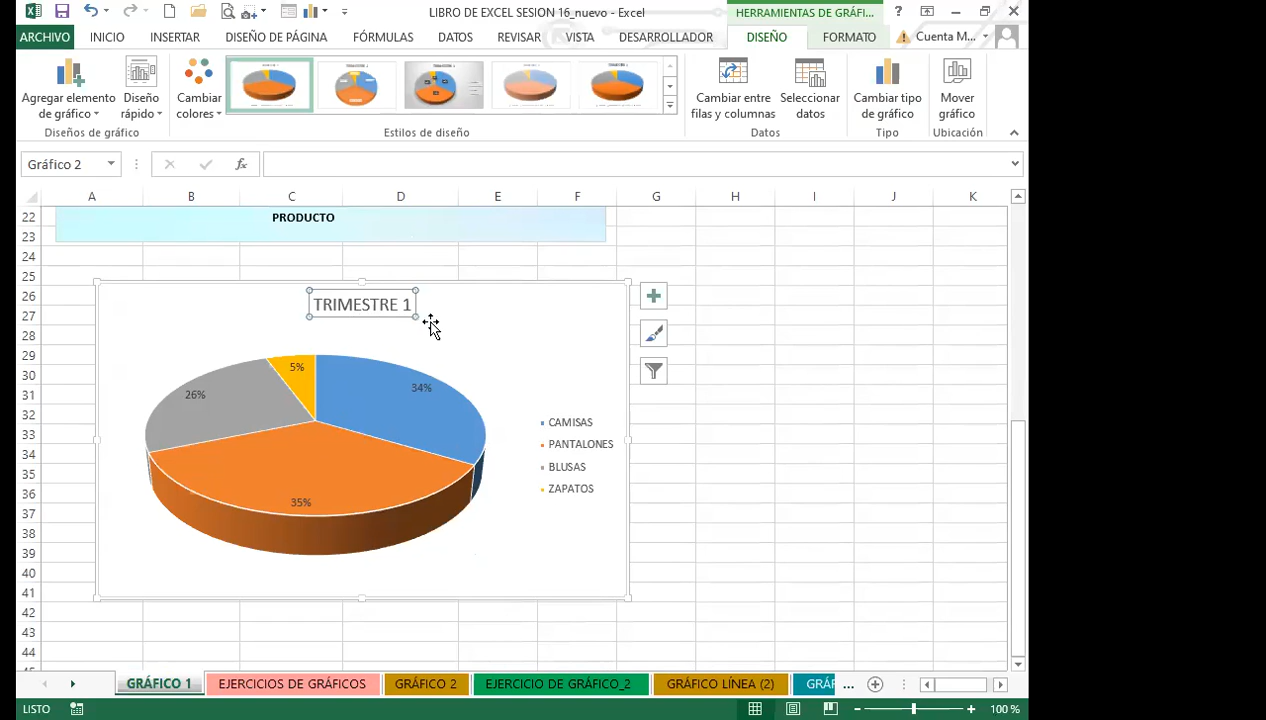 LIBRO DE EXCEL SESION 16_nuevo - Excel
HERRAMIENTAS DE GRÁFI...
?
ARCHIVO INICIO INSERTAR DISEÑO DE PÁGINA FÓRMULAS DATOS REVISAR VISTA DESARROLLADOR DISEÑO FORMATO Cuenta M...
Agregar elemento de gráfico
Diseño rápido
Cambiar colores
Cambiar entre filas y columnas
Seleccionar datos
Cambiar tipo de gráfico
Mover gráfico
Diseños de gráfico Estilos de diseño Datos Tipo Ubicación
Gráfico 2 fx
A B C D E F G H I J K
22 PRODUCTO
23
24
25
26 TRIMESTRE 1
27
28
29
30
31
32
33
34
35
36
37
38
39
40
41
42
43
44
5%
34%
26%
35%
CAMISAS
PANTALONES
BLUSAS
ZAPATOS
GRÁFICO 1 EJERCICIOS DE GRÁFICOS GRÁFICO 2 EJERCICIO DE GRÁFICO_2 GRÁFICO LÍNEA (2) GRÁF ...
LISTO 100 %